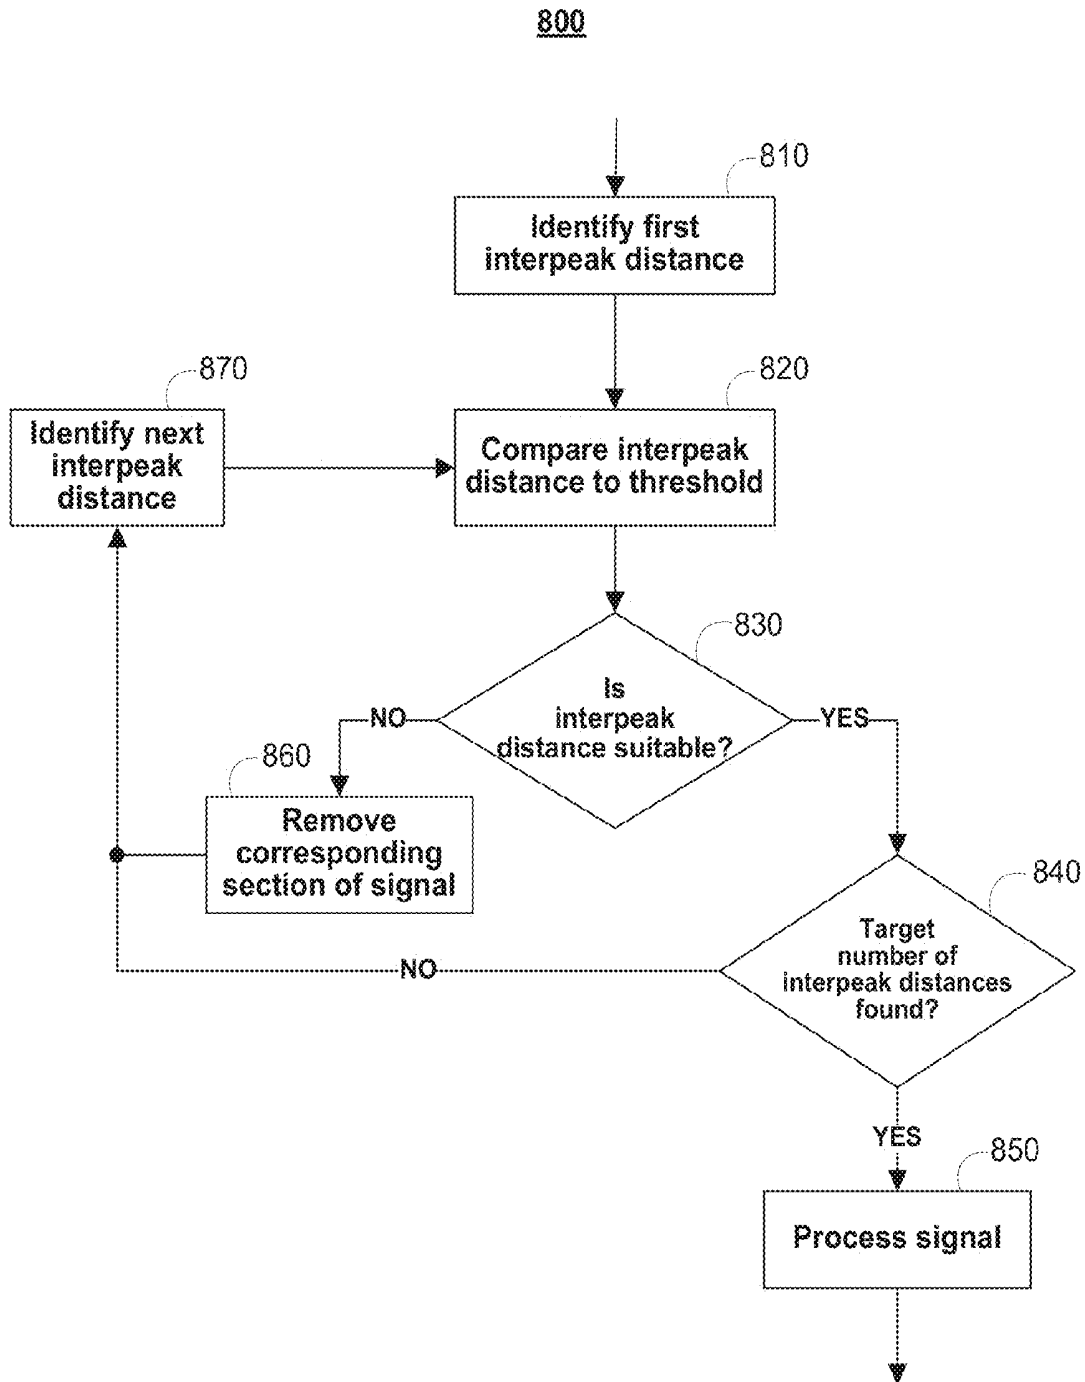 800
810
Identify first
interpeak distance
870
Identify next
interpeak
distance
820
Compare interpeak
distance to threshold
830
Is
interpeak
distance suitable?
NO
YES
860
Remove
corresponding
section of signal
840
Target
number of
interpeak distances
found?
NO
YES
850
Process signal